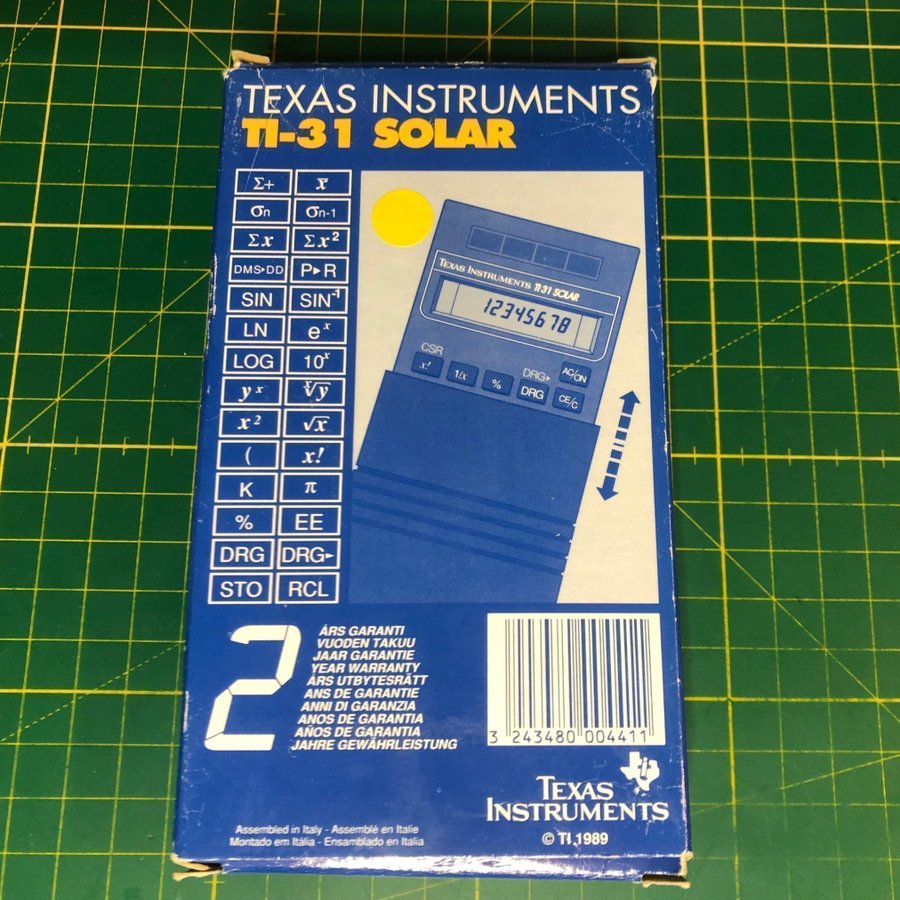 TEXAS INSTRUMENTS
TI-31 SOLAR
Σ+ x̅
σn σn-1
Σx Σx²
DMS▸DD P▸R
SIN SIN⁻¹
LN eˣ
LOG 10ˣ
yˣ ˣ√y
x² √x
( x!
K π
% EE
DRG DRG▸
STO RCL
TEXAS INSTRUMENTS TI-31 SOLAR
12345678
CSR
x! 1/x % DRG▸ DRG AC/ON
CE/C
2
ÅRS GARANTI
VUODEN TAKUU
JAAR GARANTIE
YEAR WARRANTY
ÅRS UTBYTESRÄTT
ANS DE GARANTIE
ANNI DI GARANZIA
ANOS DE GARANTIA
AÑOS DE GARANTIA
JAHRE GEWÄHRLEISTUNG
3 243480 004411
TEXAS
INSTRUMENTS
© TI 1989
Assembled in Italy - Assemblé en Italie
Montado em Itália - Ensamblado en Italia